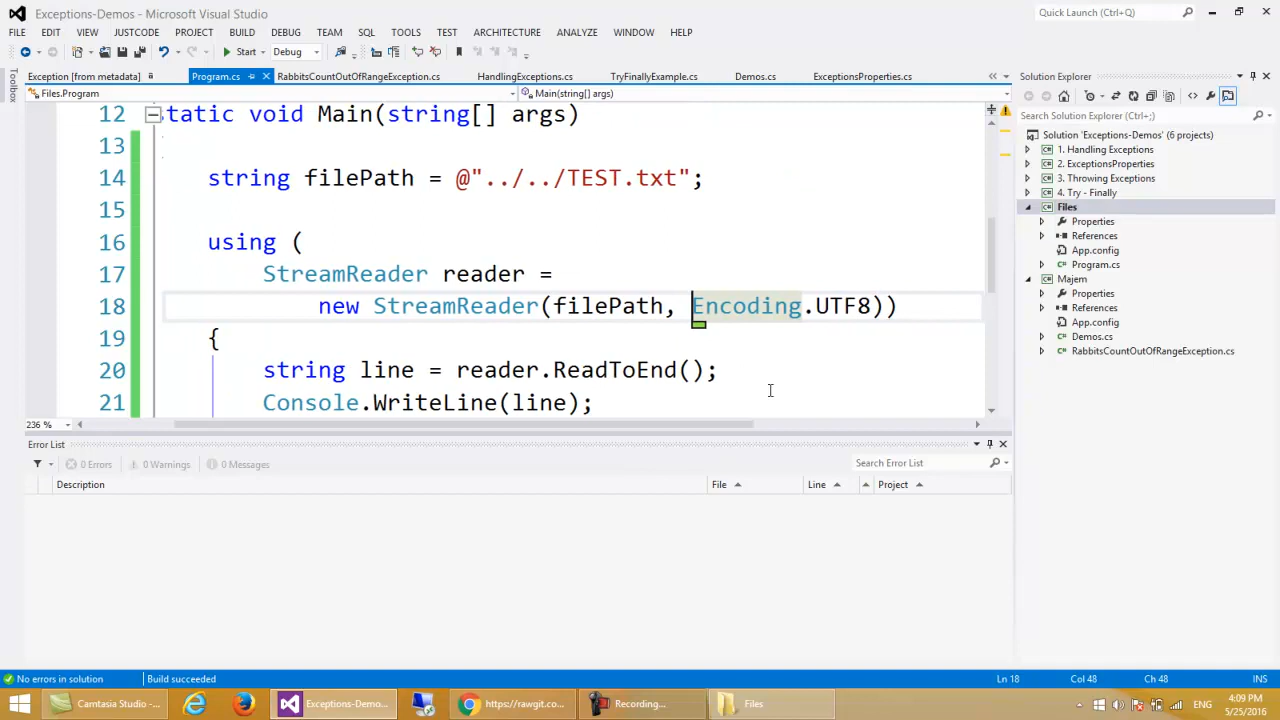 Exceptions-Demos - Microsoft Visual Studio
Quick Launch (Ctrl+Q)
FILE EDIT VIEW JUSTCODE PROJECT BUILD DEBUG TEAM SQL TOOLS TEST ARCHITECTURE ANALYZE WINDOW HELP
Start Debug
Toolbox
Exception [from metadata] Program.cs RabbitsCountOutOfRangeException.cs HandlingExceptions.cs TryFinallyExample.cs Demos.cs ExceptionsProperties.cs
Files.Program Main(string[] args)
12 tatic void Main(string[] args)
13
14 string filePath = @"../../TEST.txt";
15
16 using (
17 StreamReader reader =
18 new StreamReader(filePath, Encoding.UTF8))
19 {
20 string line = reader.ReadToEnd();
21 Console.WriteLine(line);
236 %
Error List
0 Errors 0 Warnings 0 Messages
Search Error List
Description File Line Project
Solution Explorer
Search Solution Explorer (Ctrl+;)
Solution 'Exceptions-Demos' (6 projects)
1. Handling Exceptions
2. ExceptionsProperties
3. Throwing Exceptions
4. Try - Finally
Files
Properties
References
App.config
Program.cs
Majem
Properties
References
App.config
Demos.cs
RabbitsCountOutOfRangeException.cs
No errors in solution Build succeeded Ln 18 Col 48 Ch 48 INS
Camtasia Studio -... Exceptions-Demo... https://rawgit.co... Recording... Files ENG 4:09 PM
5/25/2016